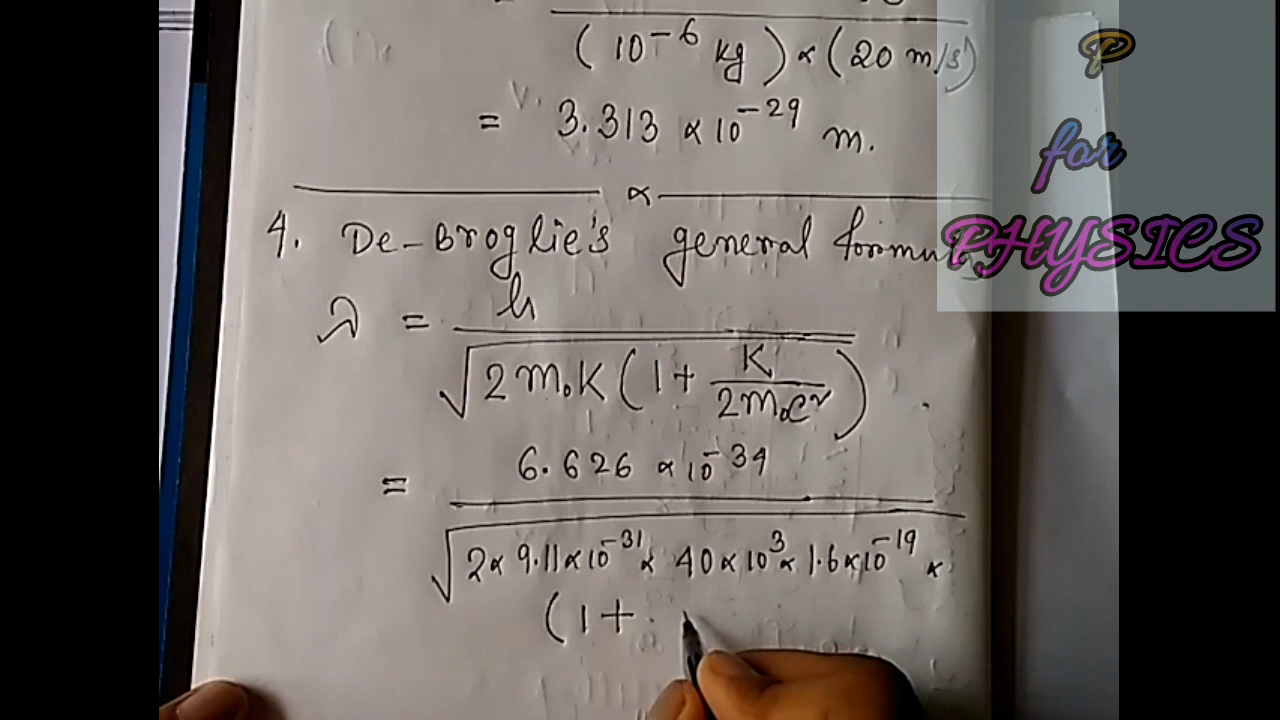 (10⁻⁶ kg) × (20 m/s)
= 3.313 × 10⁻²⁹ m.
×
4. De-Broglie's general formula
λ = h / √(2m₀K(1 + K/2m₀c²))
= 6.626 × 10⁻³⁴ / √(2 × 9.11 × 10⁻³¹ × 40 × 10³ × 1.6 × 10⁻¹⁹ ×
(1 +
P
for
PHYSICS